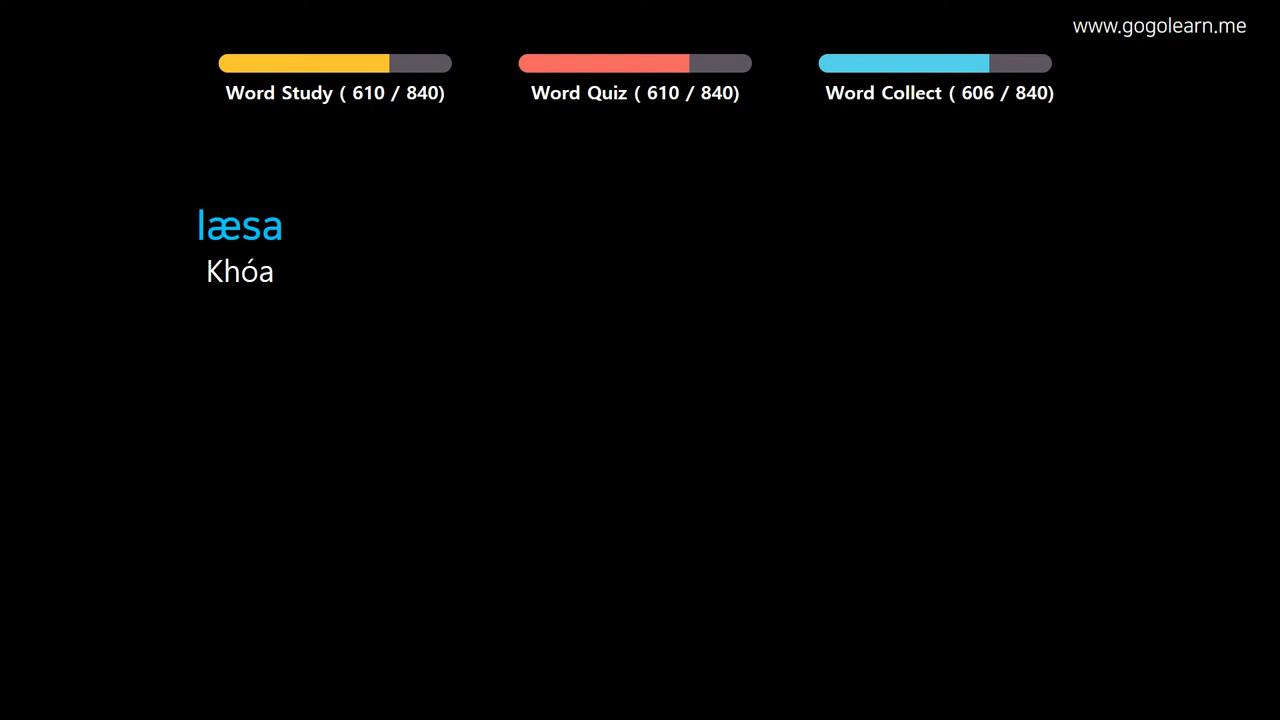 www.gogolearn.me
Word Study ( 610 / 840)
Word Quiz ( 610 / 840)
Word Collect ( 606 / 840)
læsa
Khóa